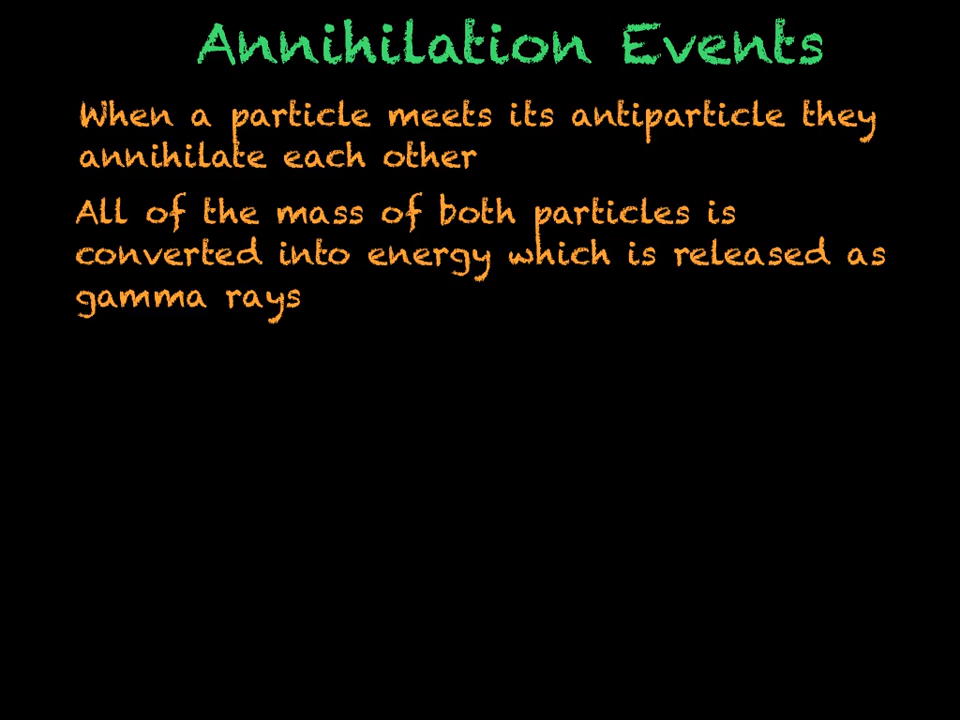 Annihilation Events
When a particle meets its antiparticle they
annihilate each other
All of the mass of both particles is
converted into energy which is released as
gamma rays